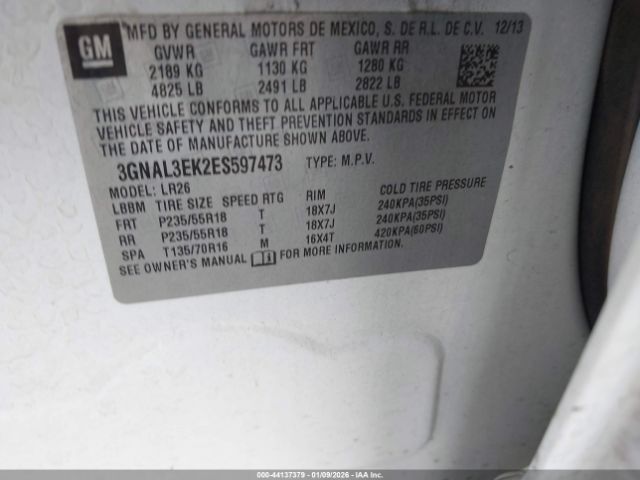 GM
MFD BY GENERAL MOTORS DE MEXICO, S. DE R.L. DE C.V. 12/13
GVWR GAWR FRT GAWR RR
2189 KG 1130 KG 1280 KG
4825 LB 2491 LB 2822 LB
THIS VEHICLE CONFORMS TO ALL APPLICABLE U.S. FEDERAL MOTOR
VEHICLE SAFETY AND THEFT PREVENTION STANDARDS IN EFFECT ON
THE DATE OF MANUFACTURE SHOWN ABOVE.
3GNAL3EK2ES597473 TYPE: M.P.V.
MODEL: LR26
LBBM TIRE SIZE SPEED RTG RIM COLD TIRE PRESSURE
FRT P235/55R18 T 18X7J 240KPA(35PSI)
RR P235/55R18 T 18X7J 240KPA(35PSI)
SPA T135/70R16 M 16X4T 420KPA(60PSI)
SEE OWNER'S MANUAL FOR MORE INFORMATION.
000-44137379 | 01/09/2026 - IAA.com